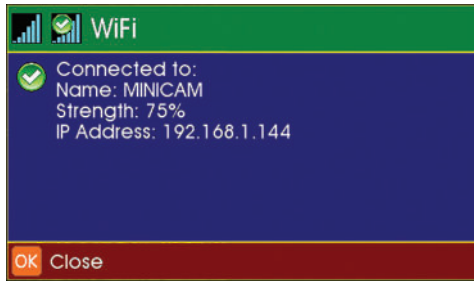 WiFi
Connected to:
Name: MINICAM
Strength: 75%
IP Address: 192.168.1.144
OK Close